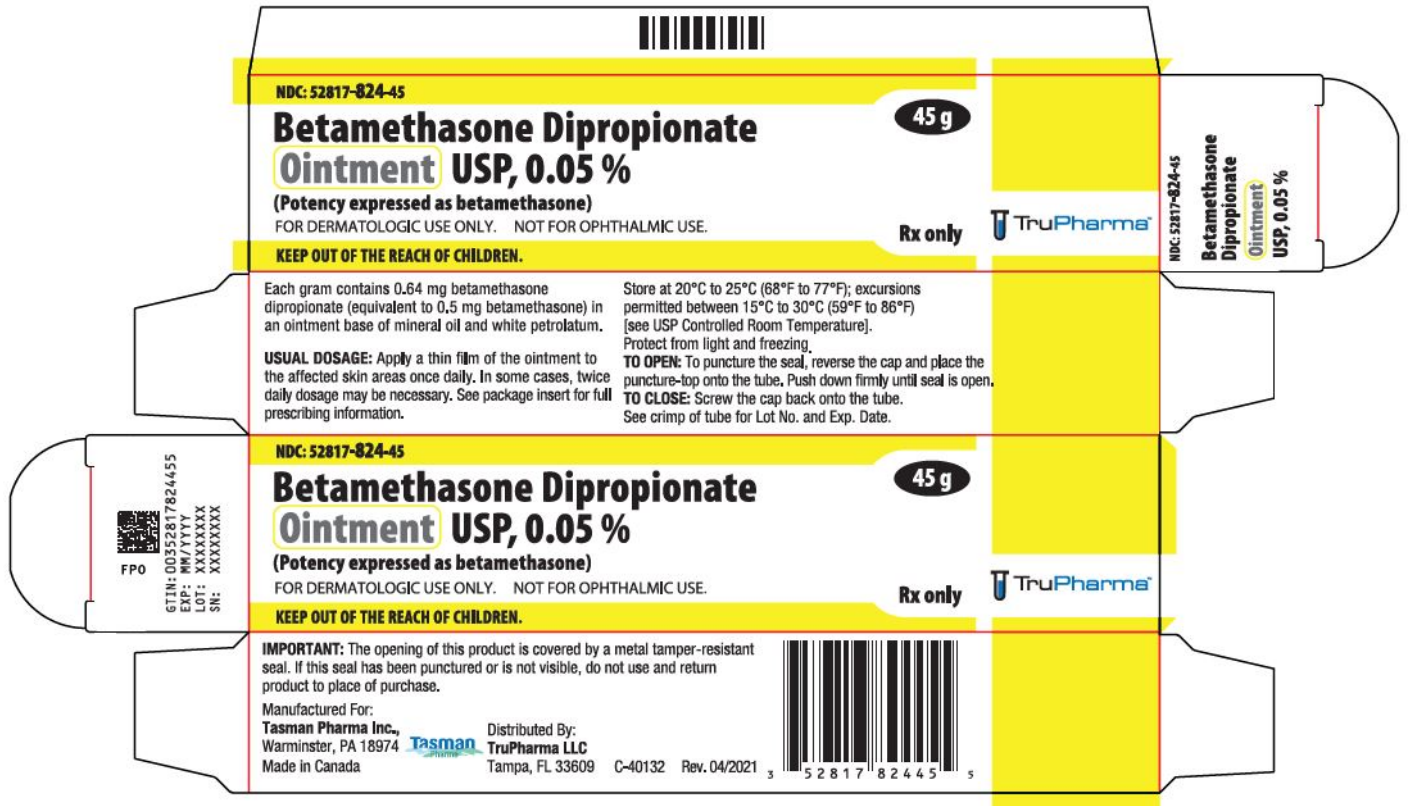 NDC: 52817-824-45
Betamethasone Dipropionate
45 g
Ointment USP, 0.05 %
(Potency expressed as betamethasone)
FOR DERMATOLOGIC USE ONLY. NOT FOR OPHTHALMIC USE.
Rx only
TruPharma™
KEEP OUT OF THE REACH OF CHILDREN.
NDC: 52817-824-45
Betamethasone
Dipropionate
Ointment
USP, 0.05 %
Each gram contains 0.64 mg betamethasone
dipropionate (equivalent to 0.5 mg betamethasone) in
an ointment base of mineral oil and white petrolatum.
USUAL DOSAGE: Apply a thin film of the ointment to
the affected skin areas once daily. In some cases, twice
daily dosage may be necessary. See package insert for full
prescribing information.
Store at 20°C to 25°C (68°F to 77°F); excursions
permitted between 15°C to 30°C (59°F to 86°F)
[see USP Controlled Room Temperature].
Protect from light and freezing.
TO OPEN: To puncture the seal, reverse the cap and place the
puncture-top onto the tube. Push down firmly until seal is open.
TO CLOSE: Screw the cap back onto the tube.
See crimp of tube for Lot No. and Exp. Date.
FPO
GTIN: 00352817824455
EXP: MM/YYYY
LOT: XXXXXXXX
SN: XXXXXXXX
NDC: 52817-824-45
Betamethasone Dipropionate
45 g
Ointment USP, 0.05 %
(Potency expressed as betamethasone)
FOR DERMATOLOGIC USE ONLY. NOT FOR OPHTHALMIC USE.
Rx only
TruPharma™
KEEP OUT OF THE REACH OF CHILDREN.
IMPORTANT: The opening of this product is covered by a metal tamper-resistant
seal. If this seal has been punctured or is not visible, do not use and return
product to place of purchase.
Manufactured For:
Tasman Pharma Inc.,
Warminster, PA 18974
Made in Canada
Tasman
Pharma
Distributed By:
TruPharma LLC
Tampa, FL 33609 C-40132 Rev. 04/2021
3 52817 82445 5